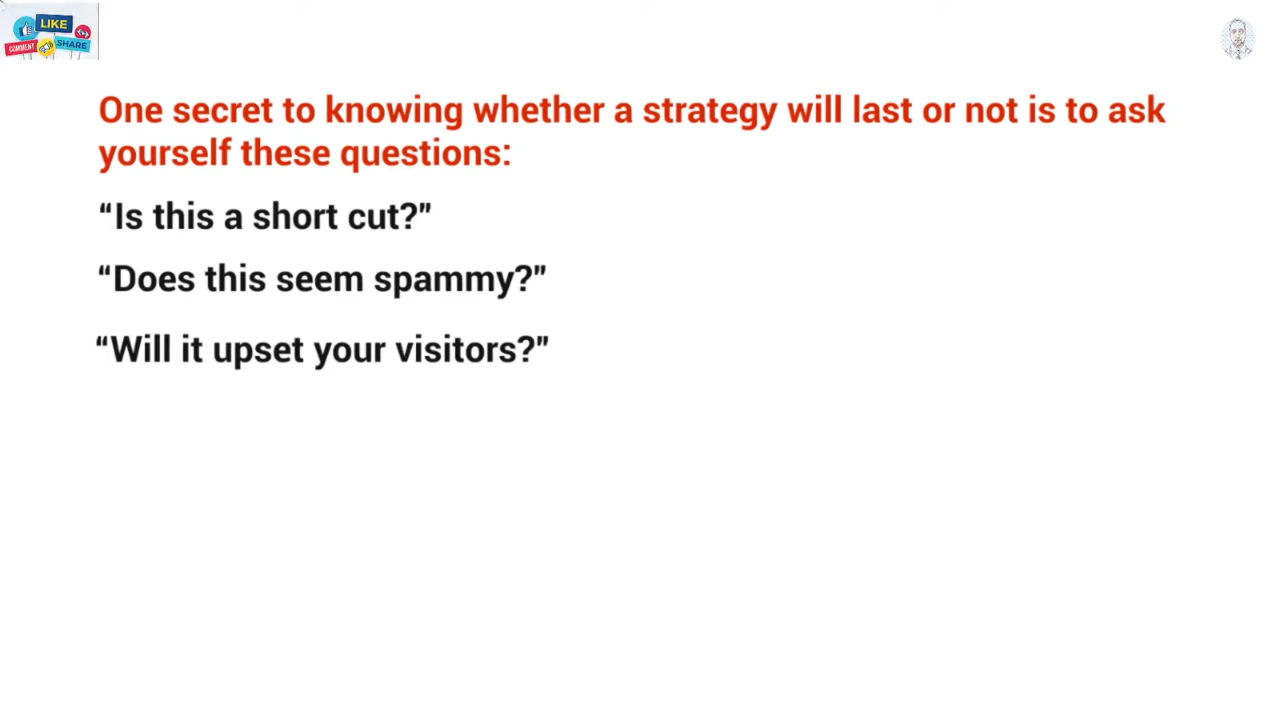 LIKE
COMMENT
SHARE
One secret to knowing whether a strategy will last or not is to ask
yourself these questions:
“Is this a short cut?”
“Does this seem spammy?”
“Will it upset your visitors?”